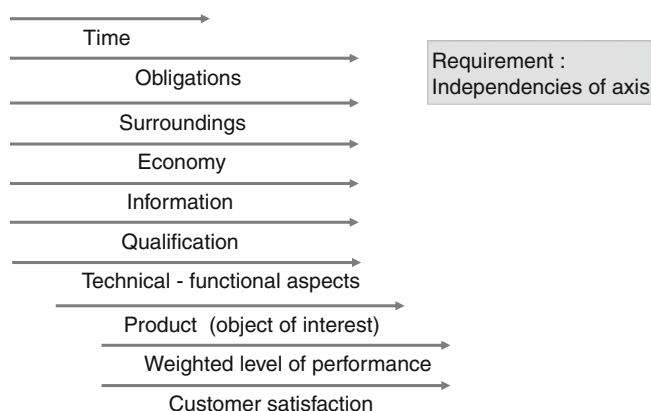 Time
Requirement :
Independencies of axis
Obligations
Surroundings
Economy
Information
Qualification
Technical - functional aspects
Product (object of interest)
Weighted level of performance
Customer satisfaction